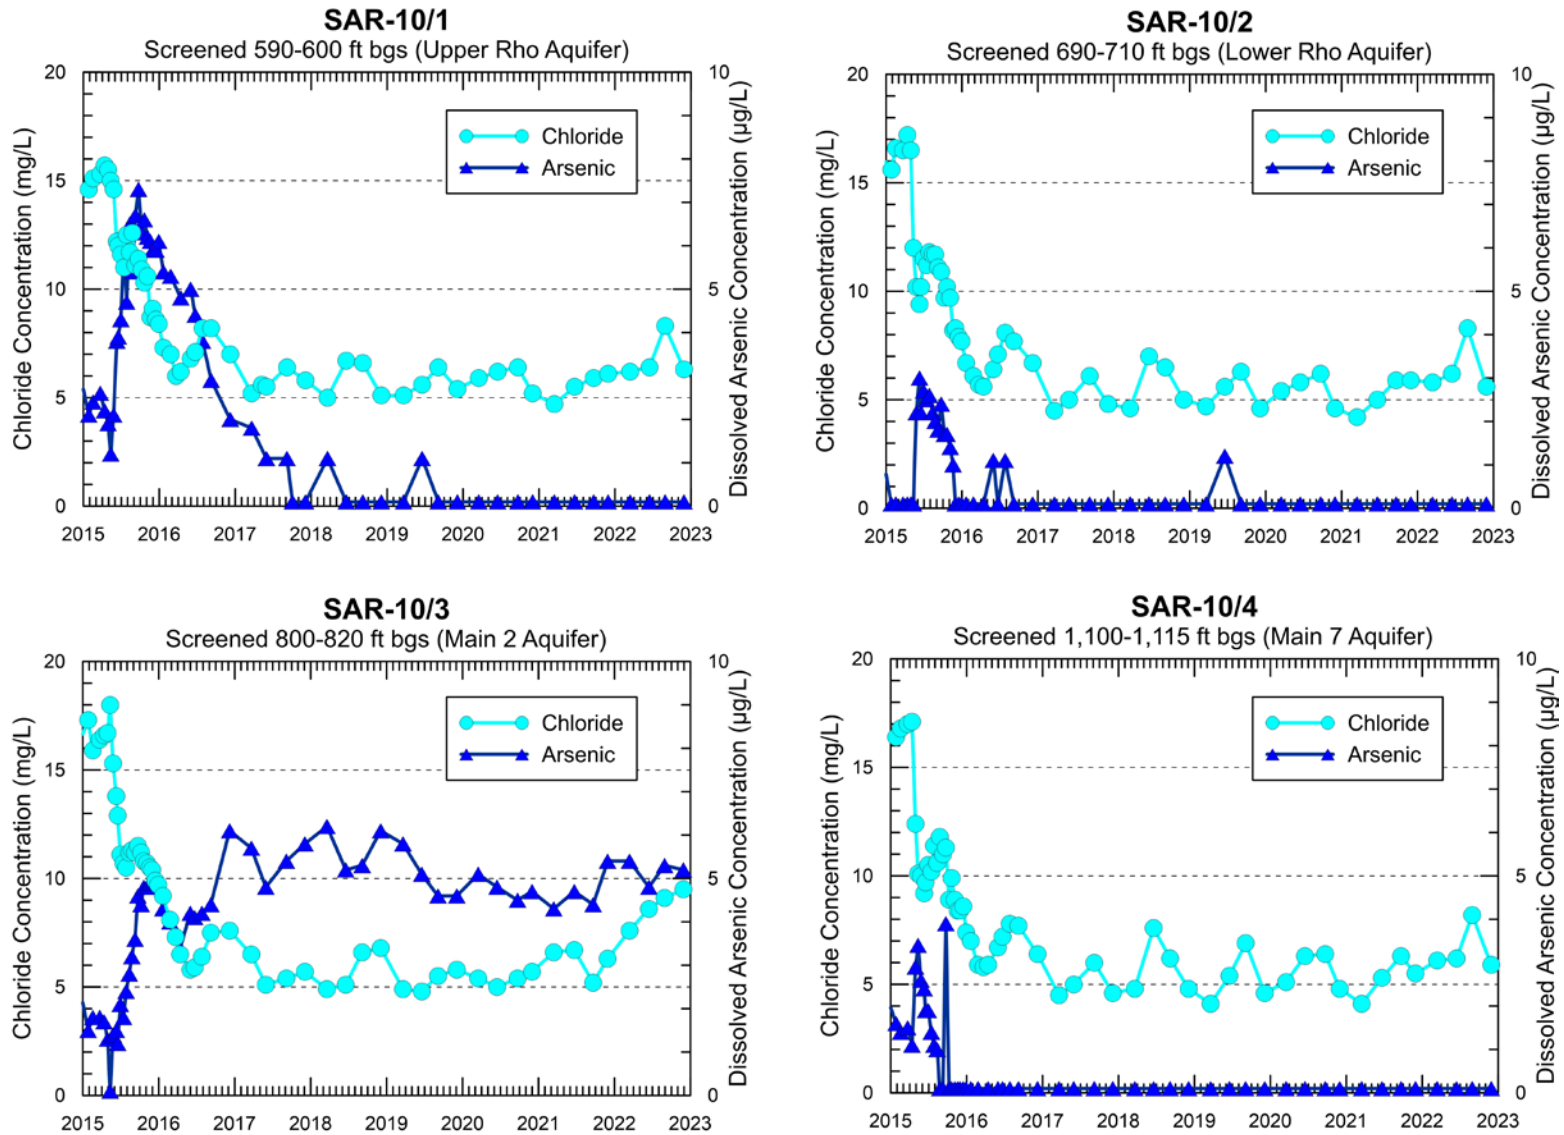 SAR-10/1
Screened 590-600 ft bgs (Upper Rho Aquifer)
Chloride Concentration (mg/L)
20
15
10
5
0
Chloride
Arsenic
10
5
0
Dissolved Arsenic Concentration (µg/L)
2015 2016 2017 2018 2019 2020 2021 2022 2023
SAR-10/2
Screened 690-710 ft bgs (Lower Rho Aquifer)
Chloride Concentration (mg/L)
20
15
10
5
0
Chloride
Arsenic
10
5
0
Dissolved Arsenic Concentration (µg/L)
2015 2016 2017 2018 2019 2020 2021 2022 2023
SAR-10/3
Screened 800-820 ft bgs (Main 2 Aquifer)
Chloride Concentration (mg/L)
20
15
10
5
0
Chloride
Arsenic
10
5
0
Dissolved Arsenic Concentration (µg/L)
2015 2016 2017 2018 2019 2020 2021 2022 2023
SAR-10/4
Screened 1,100-1,115 ft bgs (Main 7 Aquifer)
Chloride Concentration (mg/L)
20
15
10
5
0
Chloride
Arsenic
10
5
0
Dissolved Arsenic Concentration (µg/L)
2015 2016 2017 2018 2019 2020 2021 2022 2023